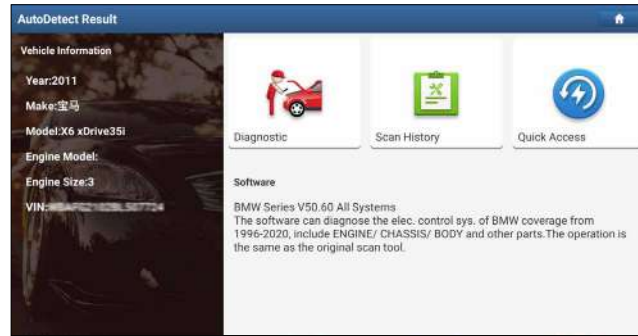 AutoDetect Result
Vehicle Information
Year:2011
Make:宝马
Model:X6 xDrive35i
Engine Model:
Engine Size:3
VIN:
Diagnostic
Scan History
Quick Access
Software
BMW Series V50.60 All Systems
The software can diagnose the elec. control sys. of BMW coverage from
1996-2020, include ENGINE/ CHASSIS/ BODY and other parts.The operation is
the same as the original scan tool.